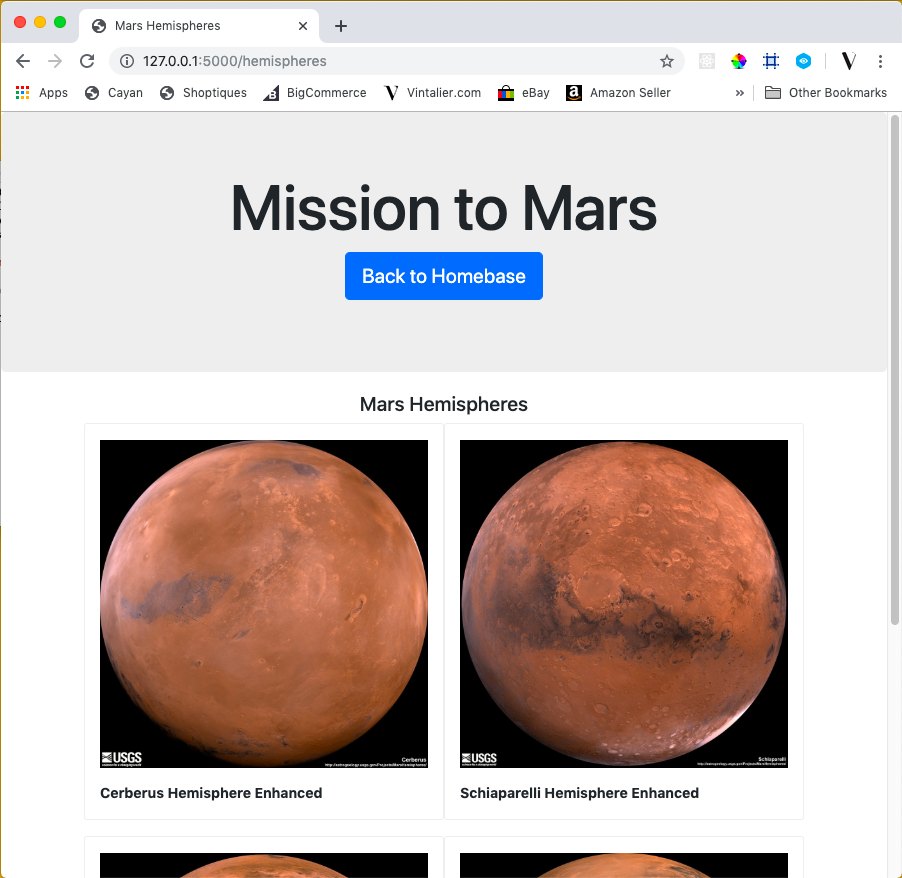 Mars Hemispheres
127.0.0.1:5000/hemispheres
Apps Cayan Shoptiques BigCommerce Vintalier.com eBay Amazon Seller » Other Bookmarks
Mission to Mars
Back to Homebase
Mars Hemispheres
USGS
Cerberus
USGS
Schiaparelli
Cerberus Hemisphere Enhanced
Schiaparelli Hemisphere Enhanced